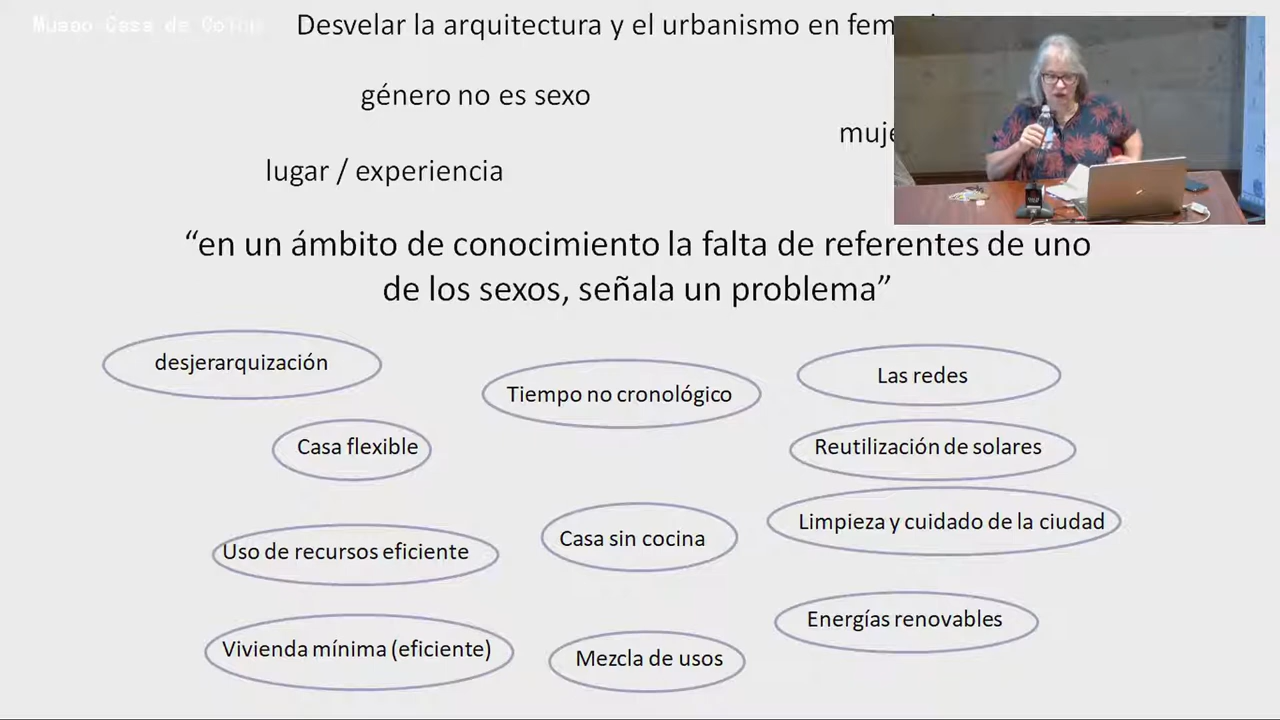 Museo Casa de Colón
Desvelar la arquitectura y el urbanismo en
género no es sexo
lugar / experiencia
“en un ámbito de conocimiento la falta de referentes de uno
de los sexos, señala un problema”
desjerarquización
Tiempo no cronológico
Las redes
Casa flexible
Reutilización de solares
Uso de recursos eficiente
Casa sin cocina
Limpieza y cuidado de la ciudad
Vivienda mínima (eficiente)
Mezcla de usos
Energías renovables